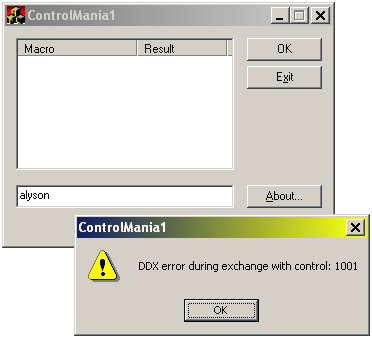 ControlMania1
Macro Result
OK
Exit
alyson
About...
ControlMania1
DDX error during exchange with control: 1001
OK